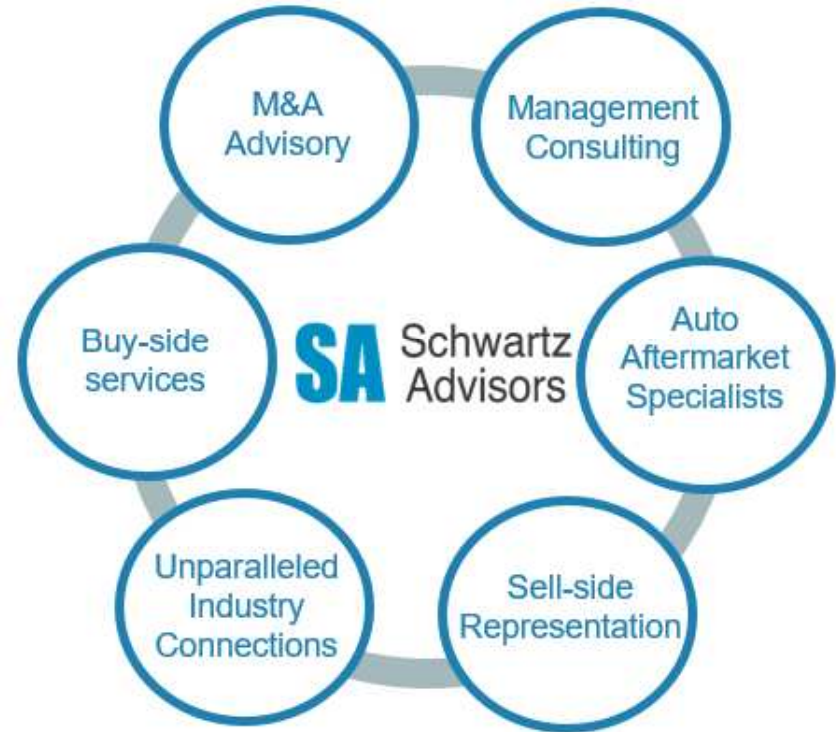 M&A
Advisory
Management
Consulting
Auto
Aftermarket
Specialists
Sell-side
Representation
Unparalleled
Industry
Connections
Buy-side
services
SA
Schwartz
Advisors